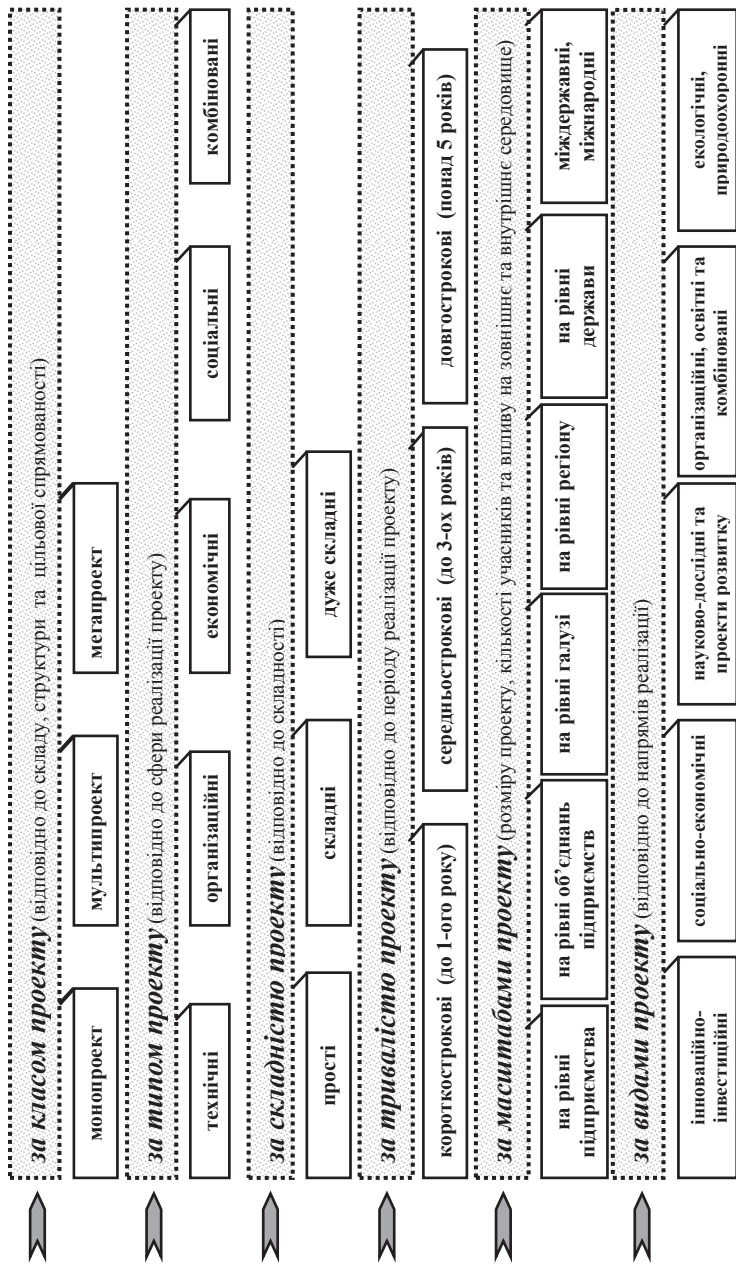 за класом проекту (відповідно до складу, структури та цільової спрямованості)
монопроект
мультипроект
мегапроект
за типом проекту (відповідно до сфери реалізації проекту)
технічні
організаційні
економічні
соціальні
комбіновані
за складністю проекту (відповідно до складності)
прості
складні
дуже складні
за тривалістю проекту (відповідно до періоду реалізації проекту)
короткострокові (до 1-ого року)
середньострокові (до 3-ох років)
довгострокові (понад 5 років)
за масштабами проекту (розміру проекту, кількості учасників та впливу на зовнішнє та внутрішнє середовище)
на рівні
підприємства
на рівні об’єднань
підприємств
на рівні галузі
на рівні регіону
на рівні
держави
міждержавні,
міжнародні
за видами проекту (відповідно до напрямів реалізації)
інноваційно-
інвестиційні
соціально-економічні
науково-дослідні та
проекти розвитку
організаційні, освітні та
комбіновані
екологічні,
природоохоронні